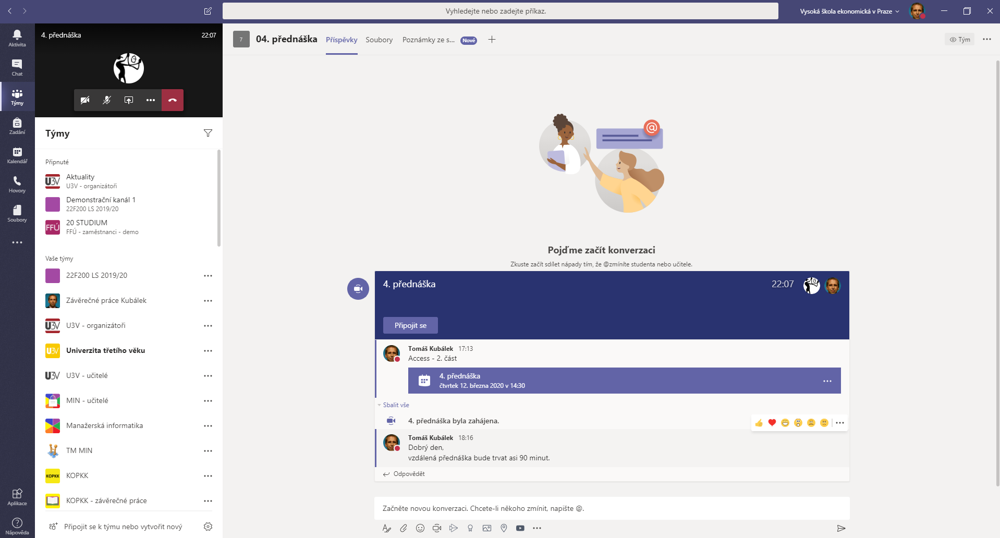 Vyhledejte nebo zadejte příkaz.
Vysoká škola ekonomická v Praze
Aktivita
Chat
Týmy
Zadání
Kalendář
Hovory
Soubory
Aplikace
Nápověda
4. přednáška
22:07
Týmy
Připnuté
U3V
Aktuality
U3V - organizátoři
Demonstrační kanál 1
22F200 LS 2019/20
FFÚ
20 STUDIUM
FFÚ - zaměstnanci - demo
Vaše týmy
22F200 LS 2019/20
Závěrečné práce Kubálek
U3V
U3V - organizátoři
U3V
Univerzita třetího věku
U3V
U3V - učitelé
MIN - učitelé
Manažerská informatika
TM MIN
KOPKK
KOPKK
KOPKK - závěrečné práce
Připojit se k týmu nebo vytvořit nový
7
04. přednáška
Příspěvky
Soubory
Poznámky ze s...
Nové
Tým
@
Pojďme začít konverzaci
Zkuste začít sdílet nápady tím, že @zmíníte studenta nebo učitele.
4. přednáška
22:07
Připojit se
Tomáš Kubálek 17:13
Access - 2. část
4. přednáška
čtvrtek 12. března 2020 v 14:30
Sbalit vše
4. přednáška byla zahájena.
Tomáš Kubálek 18:16
Dobrý den,
vzdálená přednáška bude trvat asi 90 minut.
Odpovědět
Začněte novou konverzaci. Chcete-li někoho zmínit, napište @.